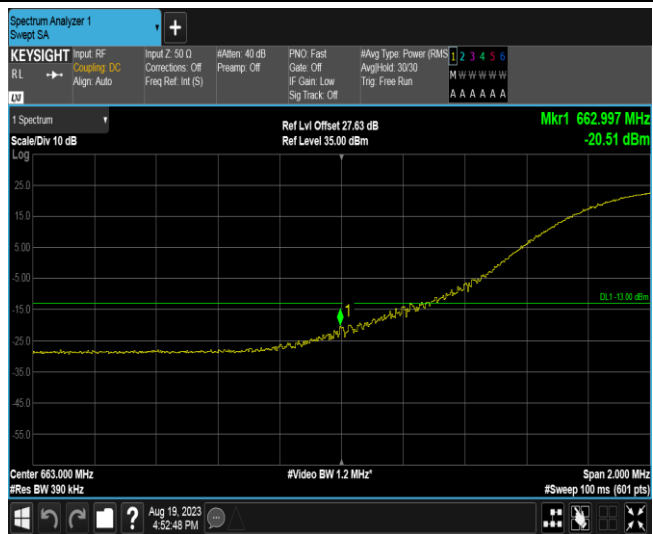 Spectrum Analyzer 1
Swept SA
+
KEYSIGHT Input: RF Input Z: 50 Ω #Atten: 40 dB PNO: Fast #Avg Type: Power (RMS 1 2 3 4 5 6
RL Coupling: DC Corrections: Off Preamp: Off Gate: Off Avg|Hold: 30/30 M W W W W W
Align: Auto Freq Ref: Int (S) IF Gain: Low Trig: Free Run
LXI Sig Track: Off A A A A A A
1 Spectrum Ref Lvl Offset 27.63 dB Mkr1 662.997 MHz
Scale/Div 10 dB Ref Level 35.00 dBm -20.51 dBm
Log
25.0
15.0
5.00
-5.00
DL1 -13.00 dBm
-15.0
1
-25.0
-35.0
-45.0
-55.0
Center 663.000 MHz #Video BW 1.2 MHz* Span 2.000 MHz
#Res BW 390 kHz #Sweep 100 ms (601 pts)
? Aug 19, 2023
4:52:48 PM